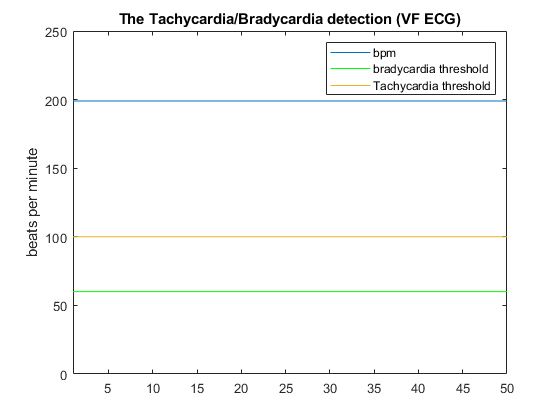 The Tachycardia/Bradycardia detection (VF ECG)
250
200
150
100
50
0
beats per minute
bpm
bradycardia threshold
Tachycardia threshold
5 10 15 20 25 30 35 40 45 50